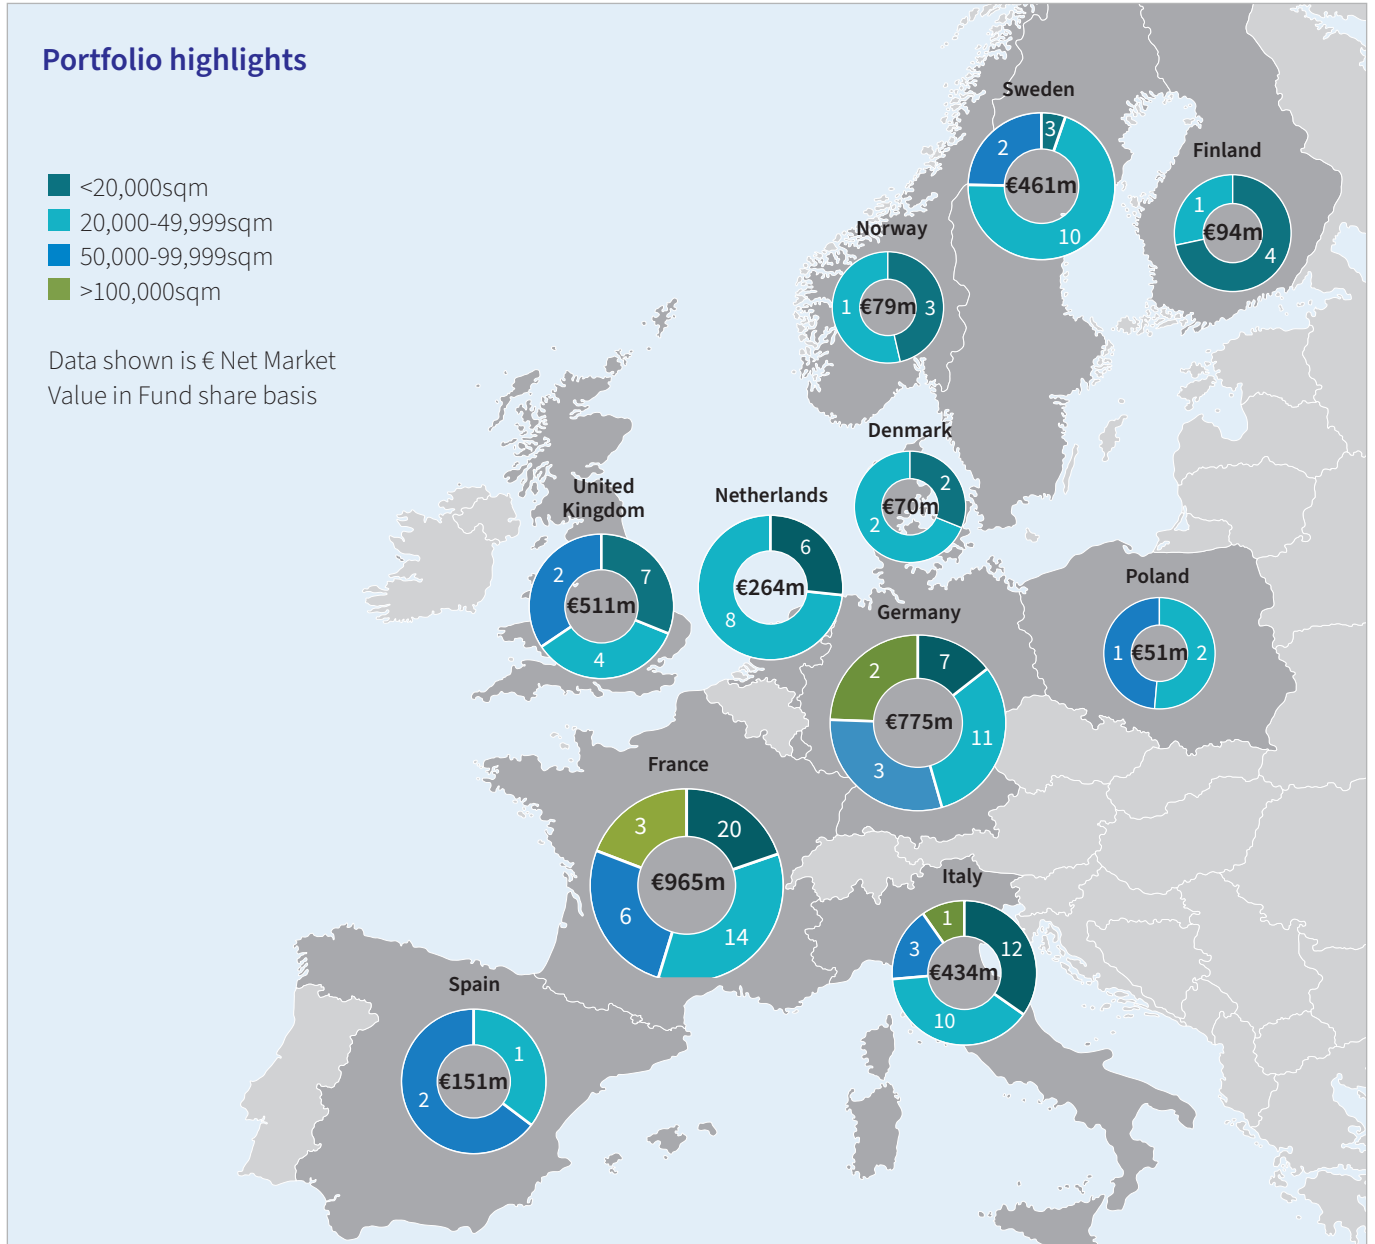 Portfolio highlights
<20,000sqm
20,000-49,999sqm
50,000-99,999sqm
>100,000sqm
Data shown is € Net Market
Value in Fund share basis
Sweden
3
2
€461m
10
Finland
1
€94m
4
Norway
1
€79m
3
Denmark
2
€70m
2
United
Kingdom
2
7
€511m
4
Netherlands
6
€264m
8
Poland
1
€51m
2
Germany
2
7
€775m
11
3
France
3
20
€965m
6
14
Italy
1
3
12
€434m
10
Spain
1
€151m
2